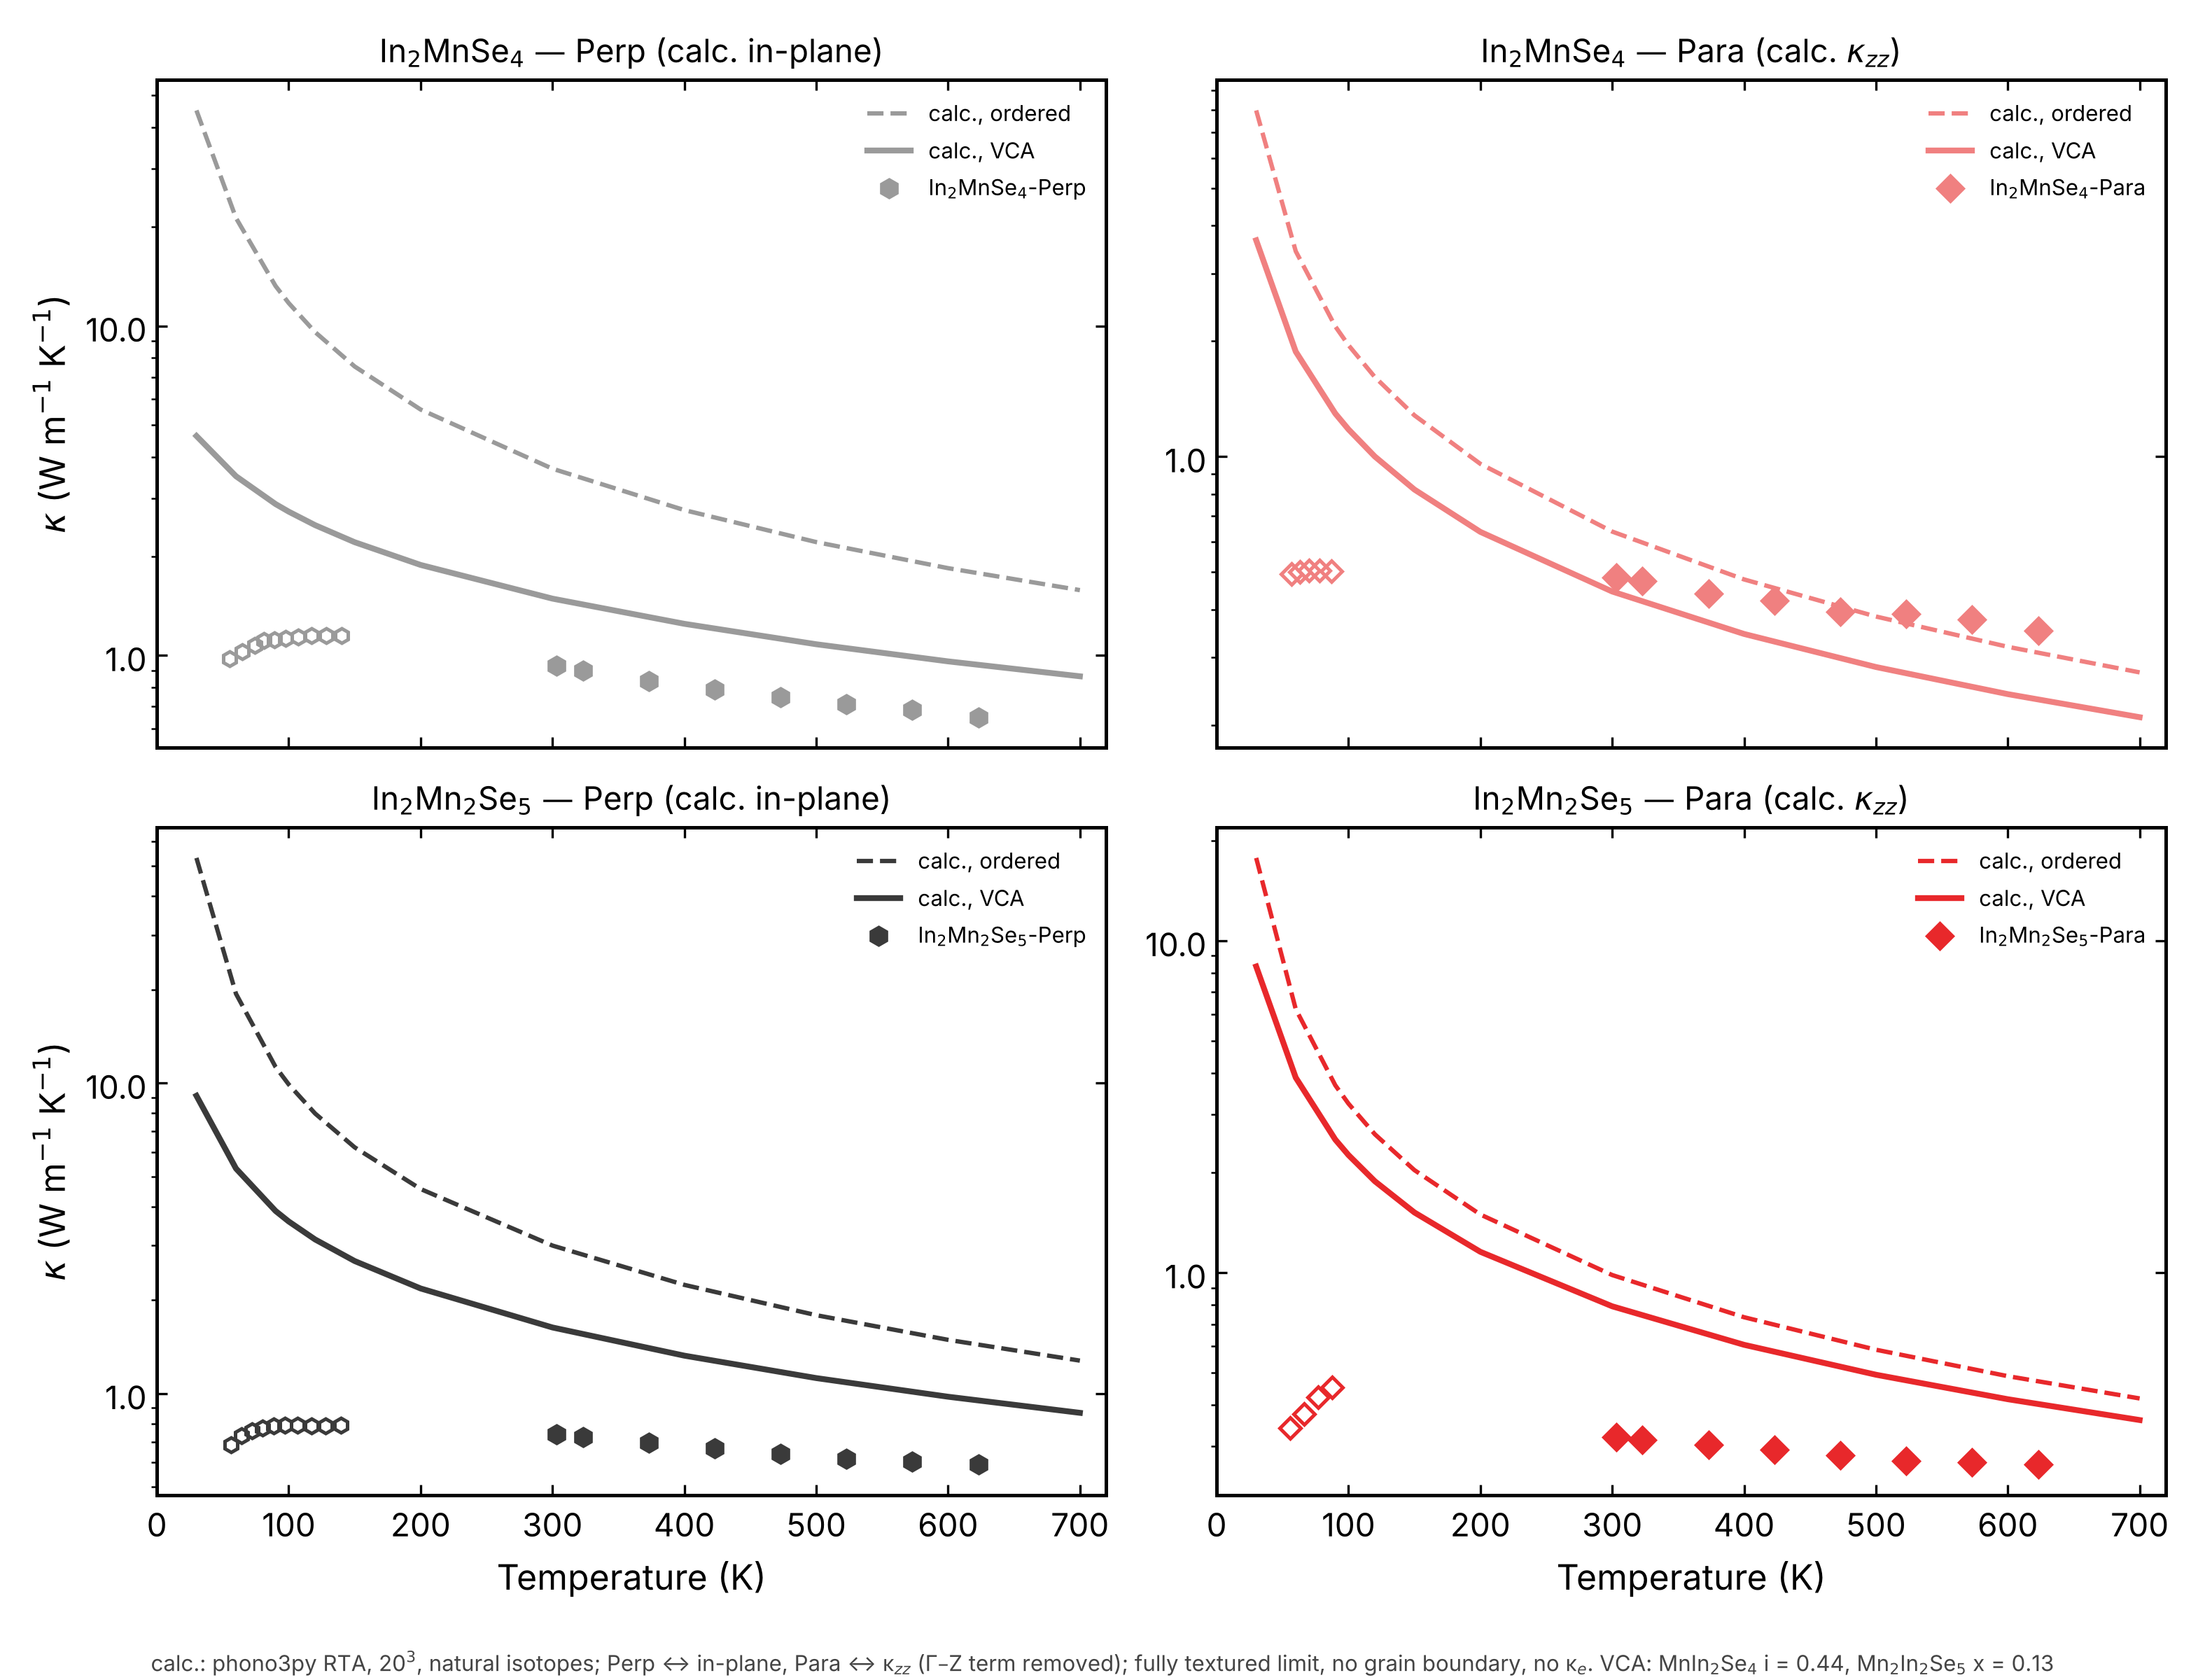 In₂MnSe₄ — Perp (calc. in-plane)
calc., ordered
calc., VCA
In₂MnSe₄-Perp
10.0
1.0
κ (W m⁻¹ K⁻¹)
In₂MnSe₄ — Para (calc. κ_zz)
calc., ordered
calc., VCA
In₂MnSe₄-Para
1.0
In₂Mn₂Se₅ — Perp (calc. in-plane)
calc., ordered
calc., VCA
In₂Mn₂Se₅-Perp
10.0
1.0
κ (W m⁻¹ K⁻¹)
0 100 200 300 400 500 600 700
Temperature (K)
In₂Mn₂Se₅ — Para (calc. κ_zz)
calc., ordered
calc., VCA
In₂Mn₂Se₅-Para
10.0
1.0
0 100 200 300 400 500 600 700
Temperature (K)
calc.: phono3py RTA, 20³, natural isotopes; Perp ↔ in-plane, Para ↔ κ_zz (Γ−Z term removed); fully textured limit, no grain boundary, no κₑ. VCA: MnIn₂Se₄ i = 0.44, Mn₂In₂Se₅ x = 0.13